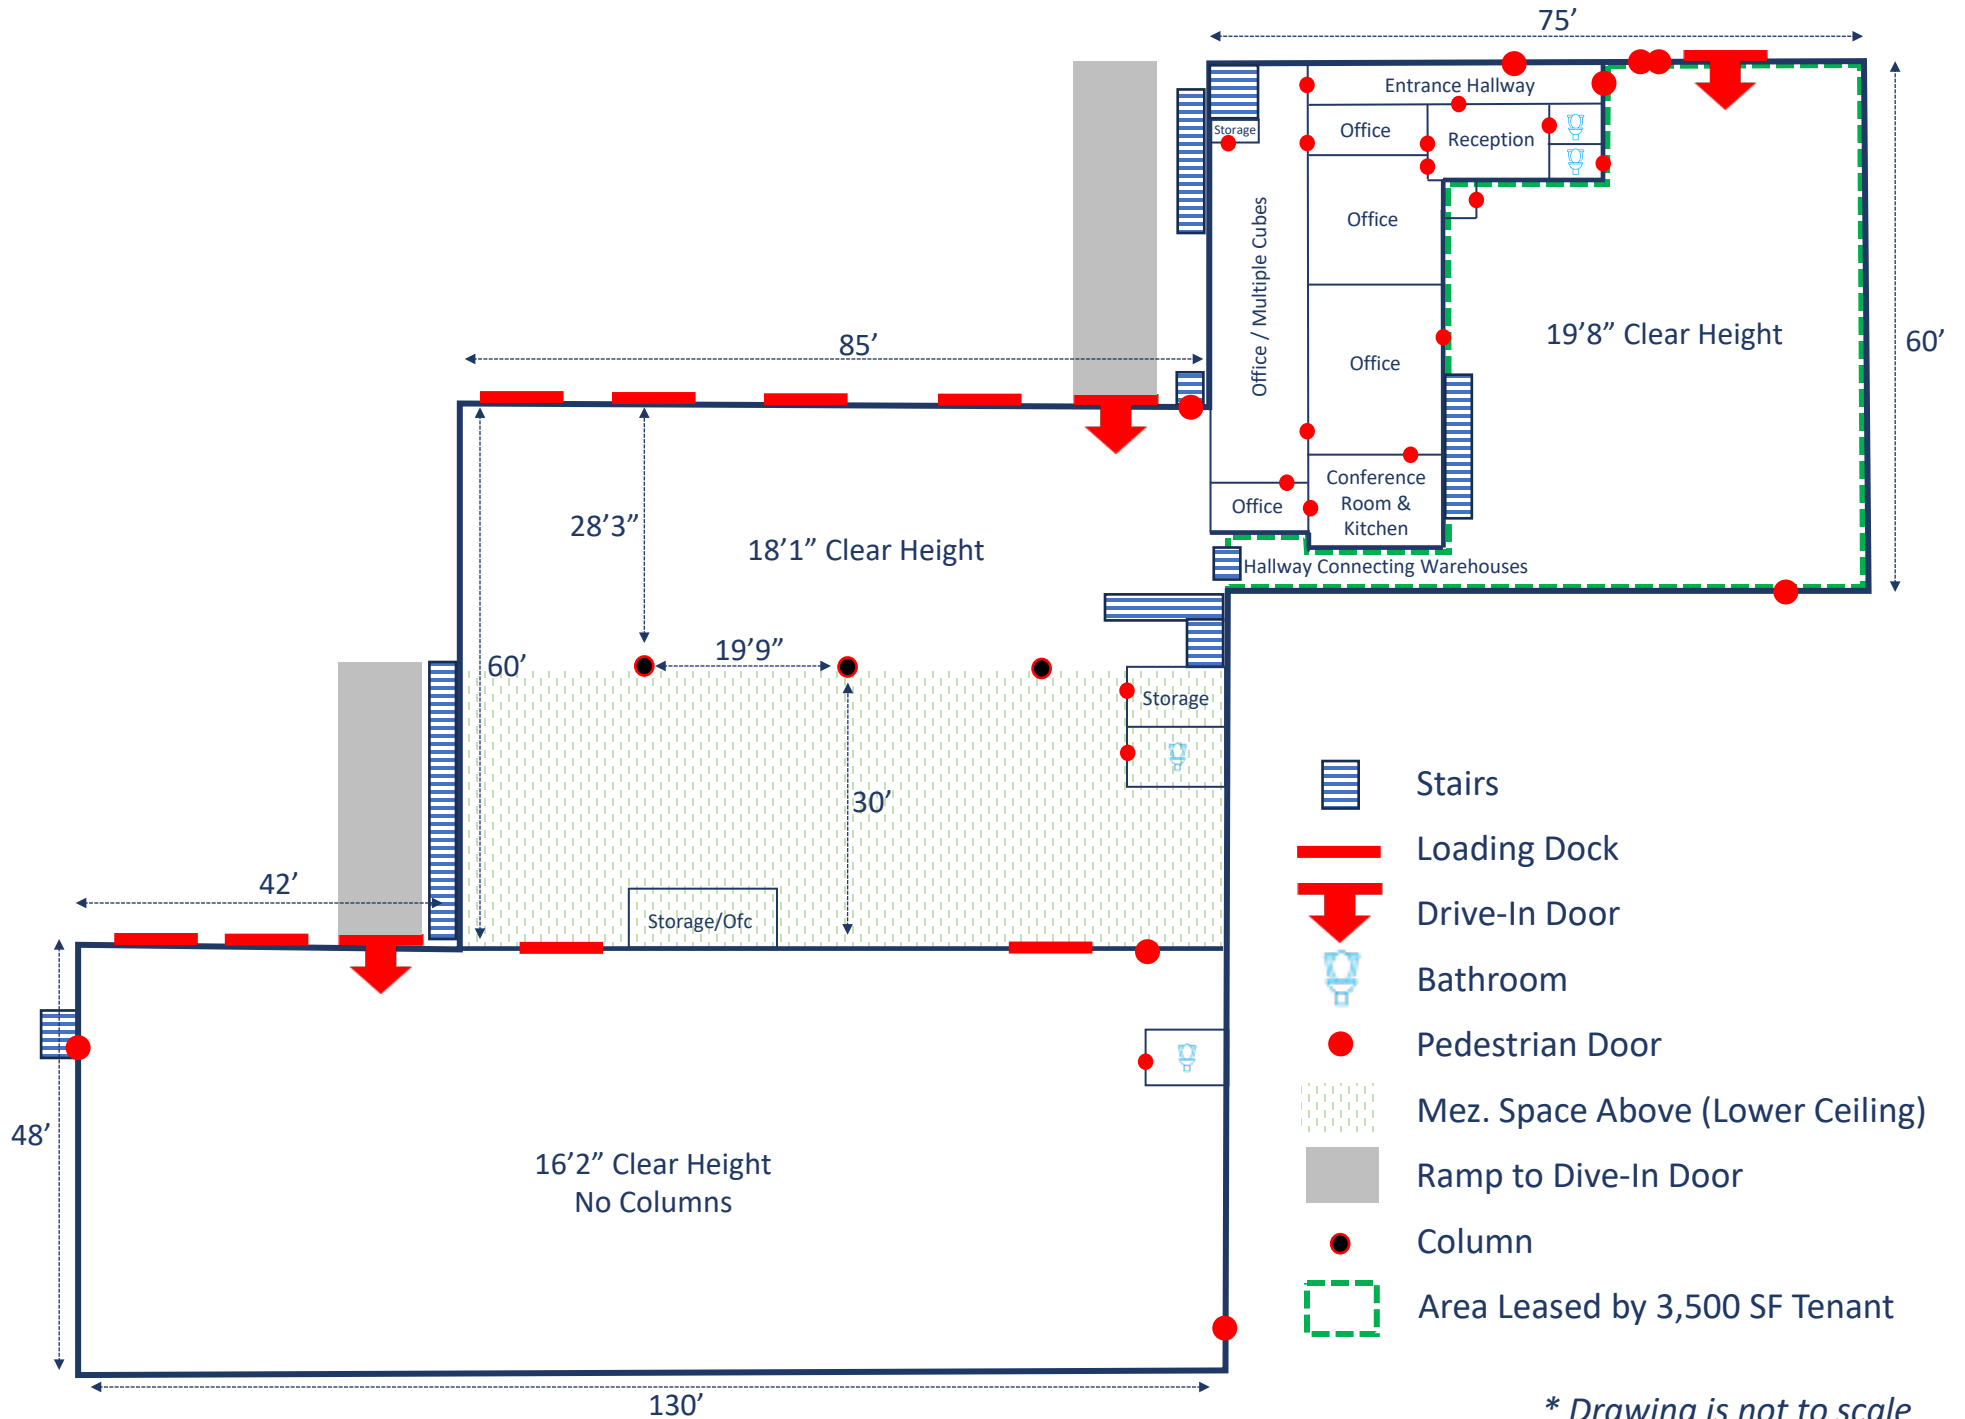 75’
Entrance Hallway
Storage
Office
Reception
Office / Multiple Cubes
Office
19’8” Clear Height
60’
85’
Office
Conference
Room &
Kitchen
Office
28’3”
18’1” Clear Height
Hallway Connecting Warehouses
19’9”
60’
Storage
30’
42’
Storage/Ofc
48’
16’2” Clear Height
No Columns
130’
Stairs
Loading Dock
Drive-In Door
Bathroom
Pedestrian Door
Mez. Space Above (Lower Ceiling)
Ramp to Dive-In Door
Column
Area Leased by 3,500 SF Tenant
* Drawing is not to scale